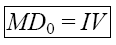 MD₀ = IV